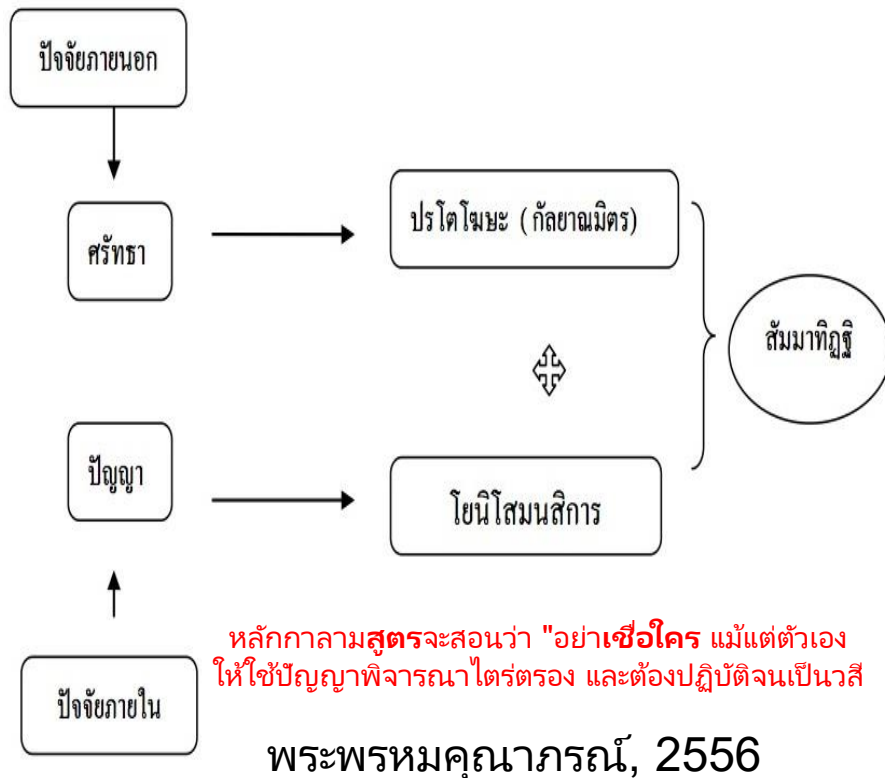 ปัจจัยภายนอก
ศรัทธา
ปรโตโฆษะ (กัลยาณมิตร)
สัมมาทิฏฐิ
ปัญญา
โยนิโสมนสิการ
หลักกาลามสูตรจะสอนว่า "อย่าเชื่อใคร แม้แต่ตัวเอง
ให้ใช้ปัญญาพิจารณาไตร่ตรอง และต้องปฏิบัติจนเป็นวสี
ปัจจัยภายใน
พระพรหมคุณาภรณ์, 2556